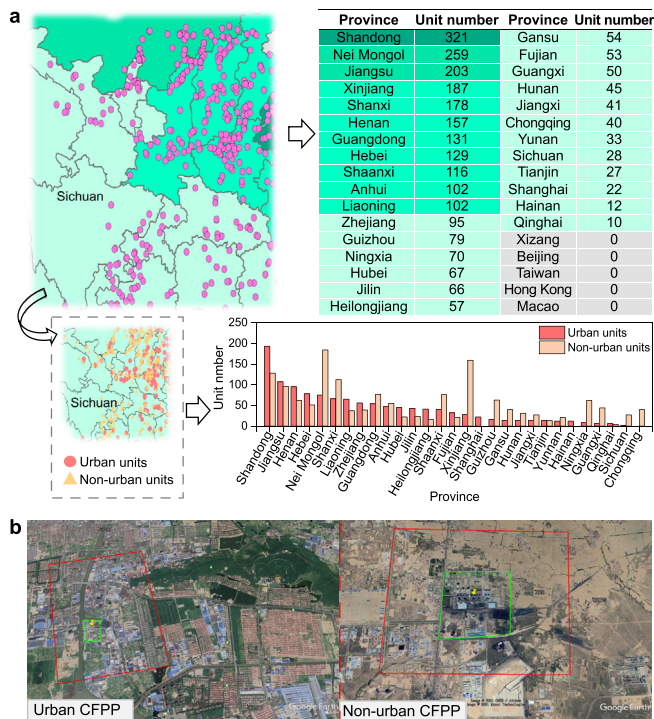 a
Province Unit number Province Unit number
Shandong 321 Gansu 54
Nei Mongol 259 Fujian 53
Jiangsu 203 Guangxi 50
Xinjiang 187 Hunan 45
Shanxi 178 Jiangxi 41
Henan 157 Chongqing 40
Guangdong 131 Yunan 33
Hebei 129 Sichuan 28
Shaanxi 116 Tianjin 27
Anhui 102 Shanghai 22
Liaoning 102 Hainan 12
Zhejiang 95 Qinghai 10
Guizhou 79 Xizang 0
Ningxia 70 Beijing 0
Hubei 67 Taiwan 0
Jilin 66 Hong Kong 0
Heilongjiang 57 Macao 0
Sichuan
Sichuan
Urban units
Non-urban units
Unit nmber
250
200
150
100
50
0
Urban units
Non-urban units
Shandong
Jiangsu
Henan
Hebei
Nei Mongol
Shanxi
Liaoning
Zhejiang
Guangdong
Anhui
Hubei
Jilin
Heilongjiang
Shaanxi
Fujian
Xinjiang
Shanghai
Guizhou
Gansu
Hunan
Jiangxi
Tianjin
Yunnan
Hainan
Ningxia
Guangxi
Qinghai
Sichuan
Chongqing
Province
b
Urban CFPP
Google Earth
Non-urban CFPP
Google Earth